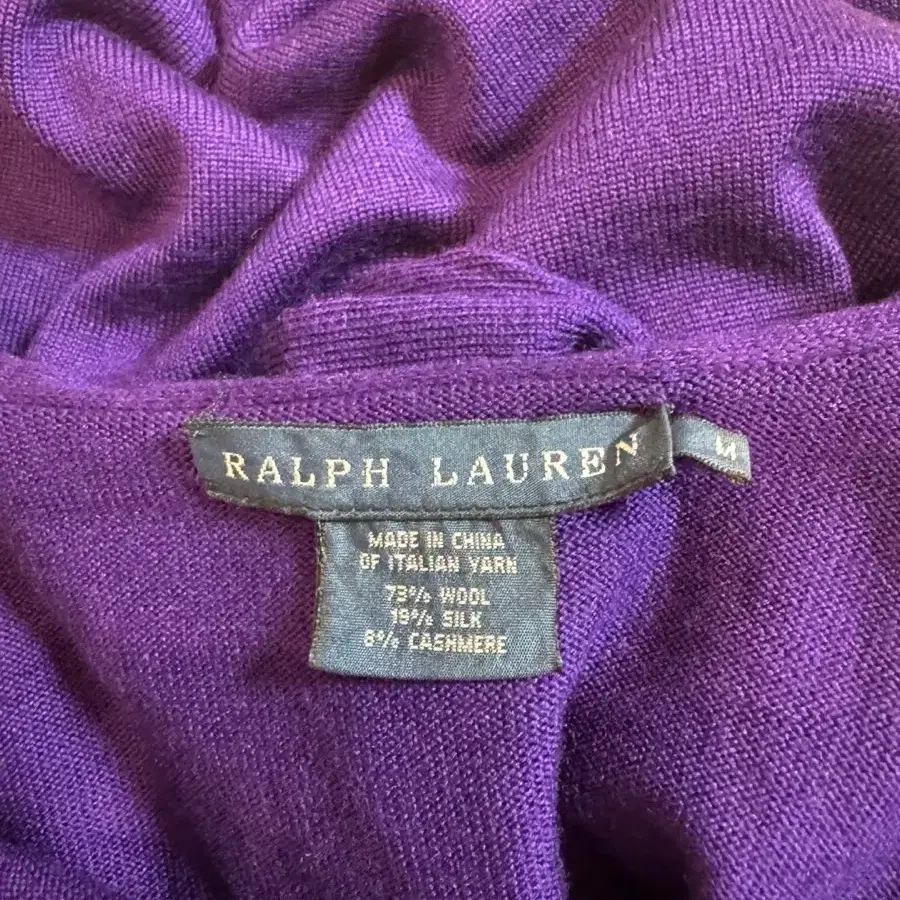 RALPH LAUREN
M
MADE IN CHINA
OF ITALIAN YARN
73% WOOL
19% SILK
8% CASHMERE